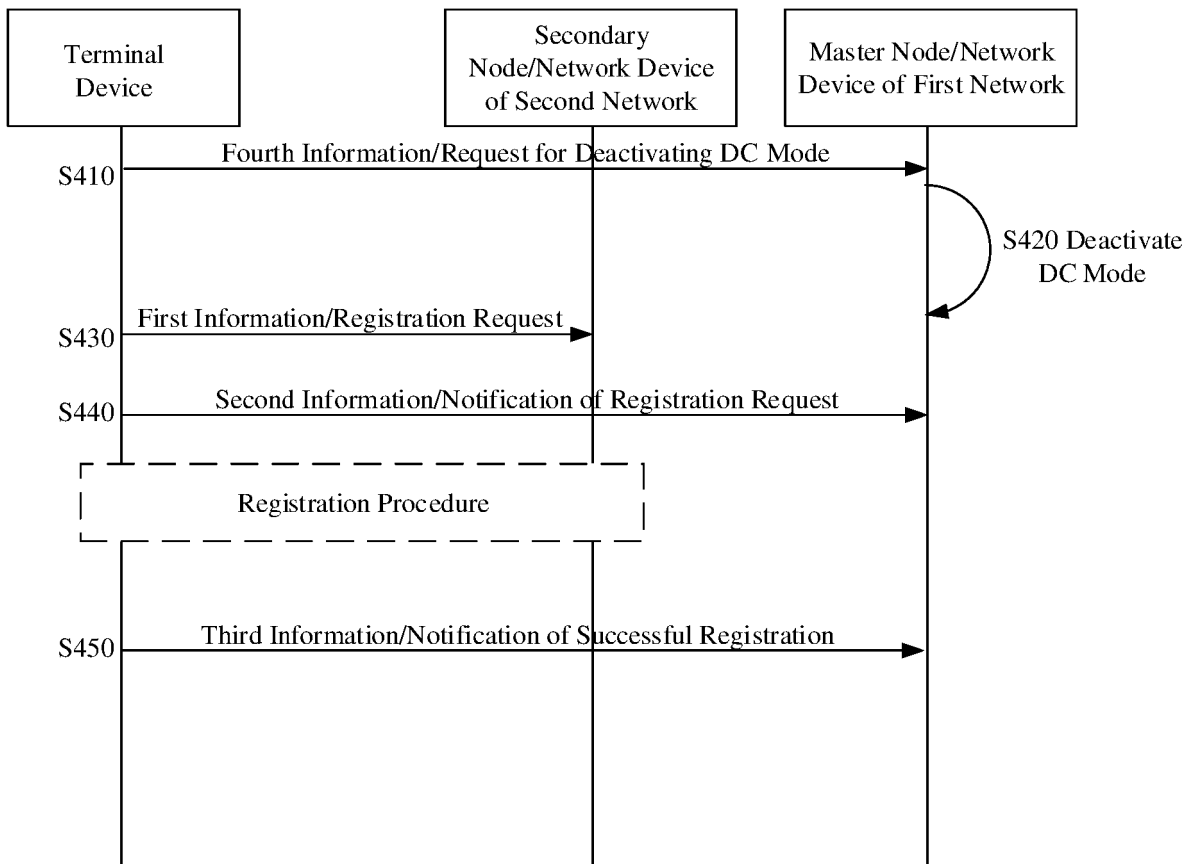 Terminal
Device
Secondary
Node/Network Device
of Second Network
Master Node/Network
Device of First Network
Fourth Information/Request for Deactivating DC Mode
S410
S420 Deactivate
DC Mode
First Information/Registration Request
S430
Second Information/Notification of Registration Request
S440
Registration Procedure
Third Information/Notification of Successful Registration
S450